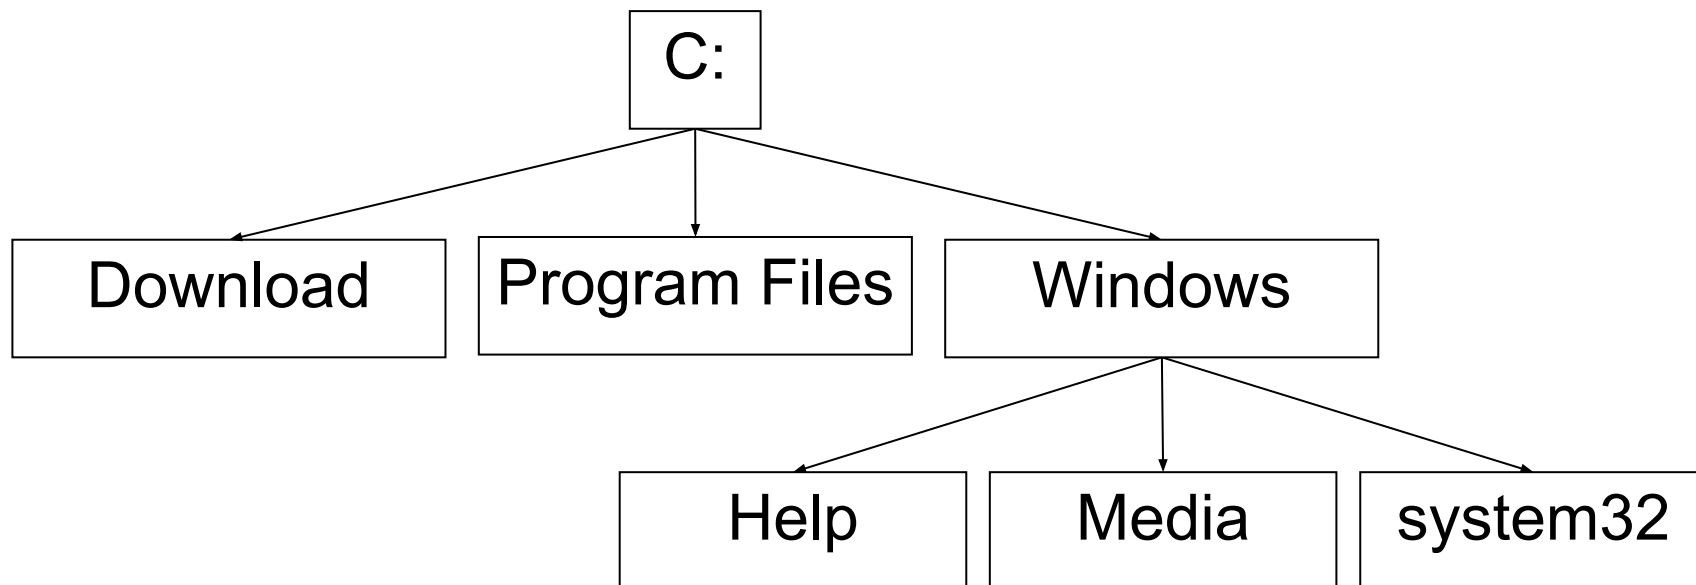 C:
Download
Program Files
Windows
Help
Media
system32